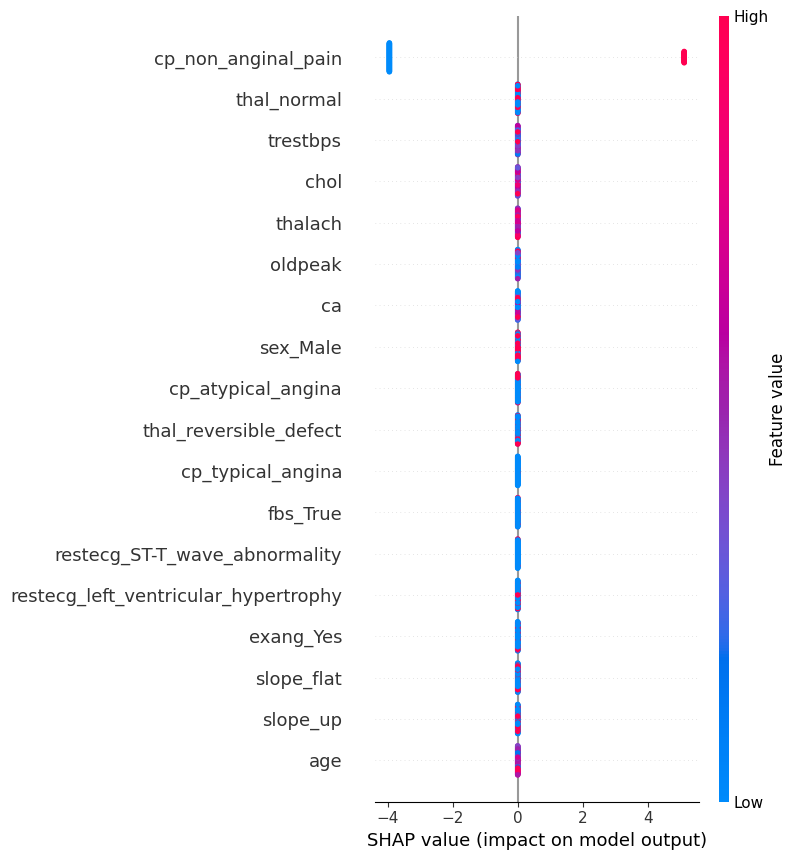 High
cp_non_anginal_pain
thal_normal
trestbps
chol
thalach
oldpeak
ca
sex_Male
cp_atypical_angina
thal_reversible_defect
cp_typical_angina
fbs_True
restecg_ST-T_wave_abnormality
restecg_left_ventricular_hypertrophy
exang_Yes
slope_flat
slope_up
age
Feature value
Low
−4 −2 0 2 4
SHAP value (impact on model output)